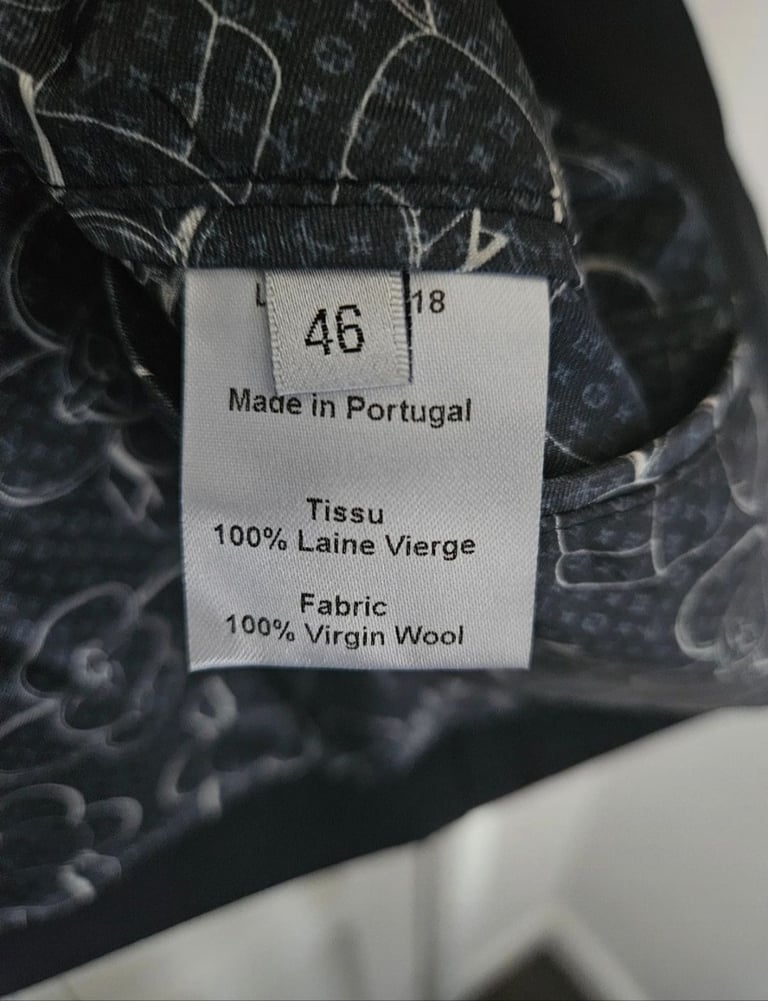 18
46
Made in Portugal
Tissu
100% Laine Vierge
Fabric
100% Virgin Wool